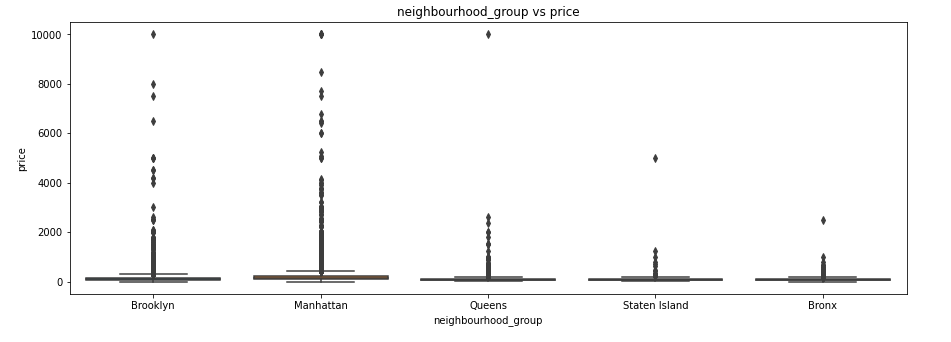 neighbourhood_group vs price
10000
8000
6000
4000
2000
0
price
Brooklyn Manhattan Queens Staten Island Bronx
neighbourhood_group